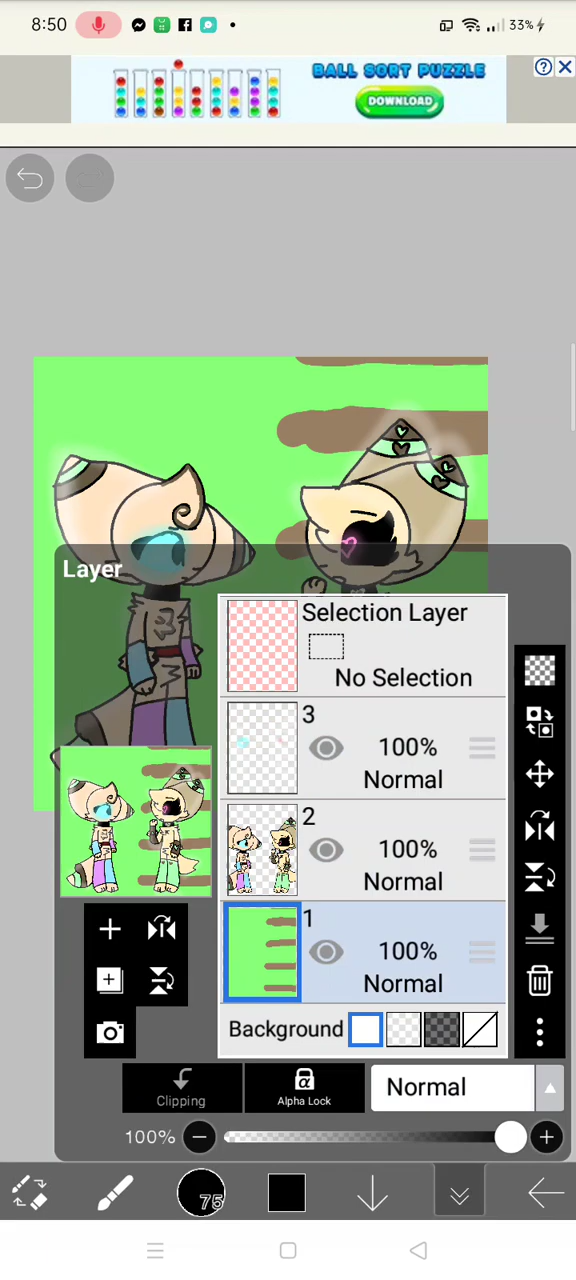 8:50
33%
BALL SORT PUZZLE
DOWNLOAD
Layer
Selection Layer
No Selection
3
100%
Normal
2
100%
Normal
1
100%
Normal
Background
Clipping
α
Alpha Lock
Normal
100%
75